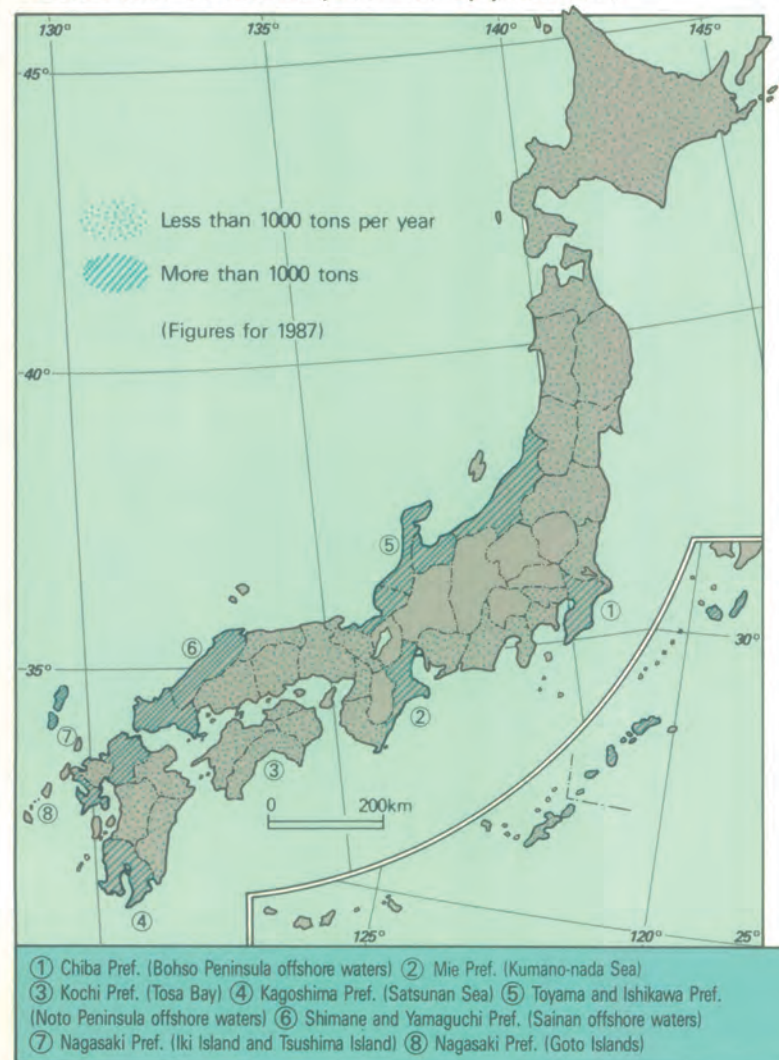 130°
135°
140°
145°
45°
Less than 1000 tons per year
More than 1000 tons
(Figures for 1987)
40°
⑤
①
30°
⑥
35°
②
⑦
③
⑧
0 200km
④
125°
120°
25°
① Chiba Pref. (Bohso Peninsula offshore waters) ② Mie Pref. (Kumano-nada Sea)
③ Kochi Pref. (Tosa Bay) ④ Kagoshima Pref. (Satsunan Sea) ⑤ Toyama and Ishikawa Pref.
(Noto Peninsula offshore waters) ⑥ Shimane and Yamaguchi Pref. (Sainan offshore waters)
⑦ Nagasaki Pref. (Iki Island and Tsushima Island) ⑧ Nagasaki Pref. (Goto Islands)